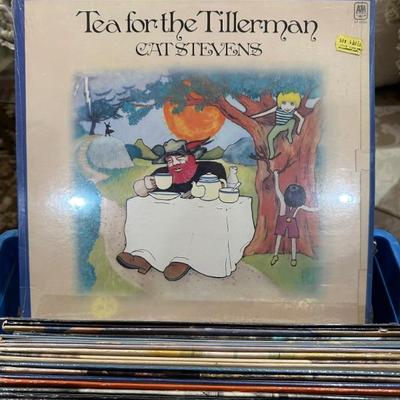 Tea for the Tillerman
CAT STEVENS